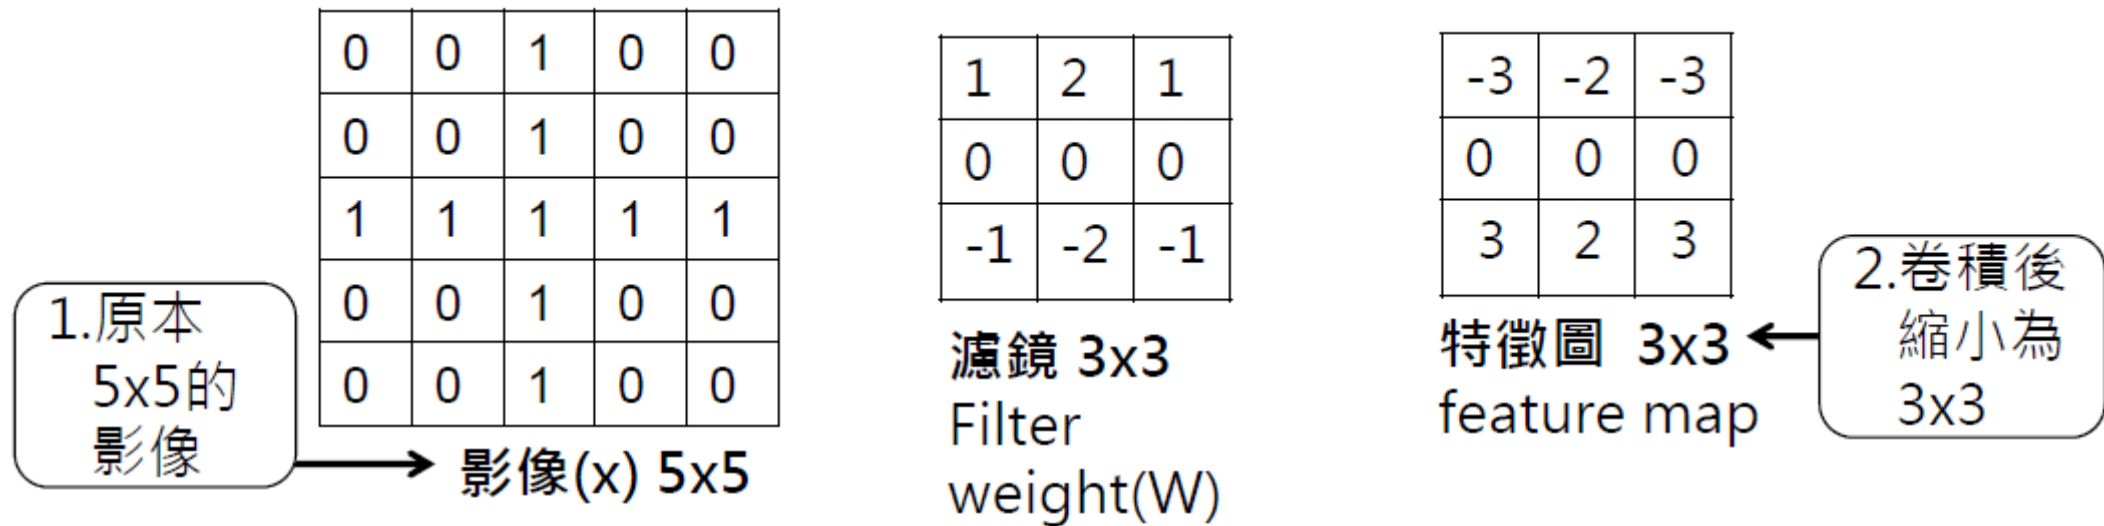 0 0 1 0 0
0 0 1 0 0
1 1 1 1 1
0 0 1 0 0
0 0 1 0 0
1.原本
5x5的
影像
影像(x) 5x5
1 2 1
0 0 0
-1 -2 -1
濾鏡 3x3
Filter
weight(W)
-3 -2 -3
0 0 0
3 2 3
特徵圖 3x3
feature map
2.卷積後
縮小為
3x3